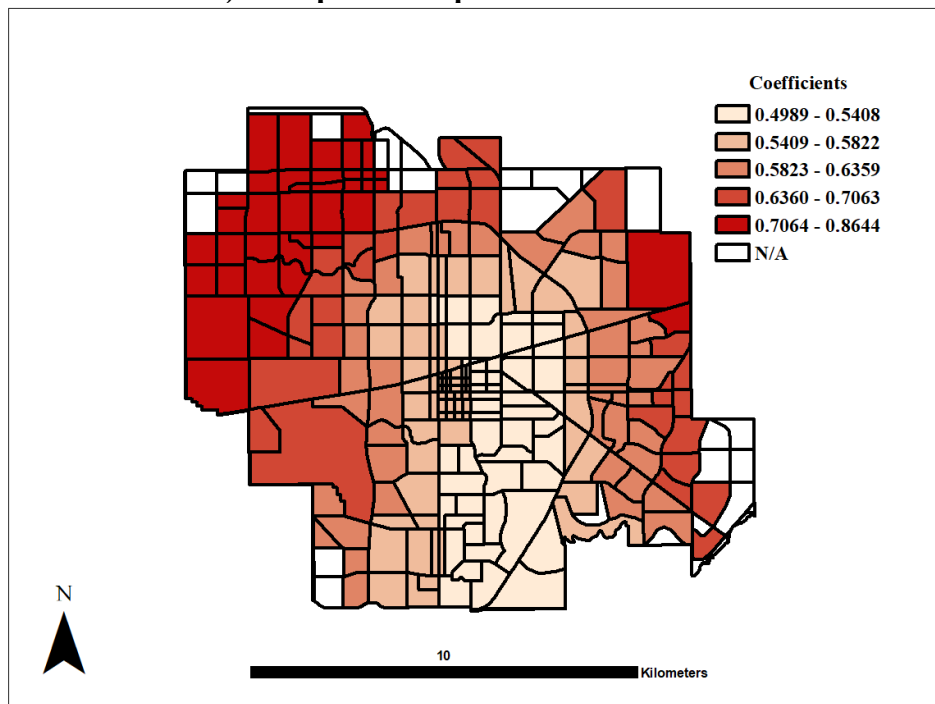 Coefficients
0.4989 - 0.5408
0.5409 - 0.5822
0.5823 - 0.6359
0.6360 - 0.7063
0.7064 - 0.8644
N/A
N
10
Kilometers